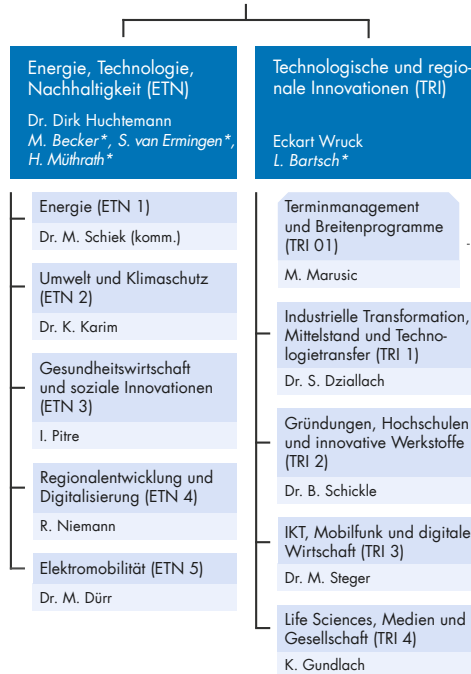 Energie, Technologie,
Nachhaltigkeit (ETN)
Dr. Dirk Huchtemann
M. Becker*, S. van Ermingen*,
H. Müthrath*
Energie (ETN 1)
Dr. M. Schiek (komm.)
Umwelt und Klimaschutz
(ETN 2)
Dr. K. Karim
Gesundheitswirtschaft
und soziale Innovationen
(ETN 3)
I. Pitre
Regionalentwicklung und
Digitalisierung (ETN 4)
R. Niemann
Elektromobilität (ETN 5)
Dr. M. Dürr
Technologische und regio-
nale Innovationen (TRI)
Eckart Wruck
L. Bartsch*
Terminmanagement
und Breitenprogramme
(TRI 01)
M. Marusic
Industrielle Transformation,
Mittelstand und Techno-
logietransfer (TRI 1)
Dr. S. Dziallach
Gründungen, Hochschulen
und innovative Werkstoffe
(TRI 2)
Dr. B. Schickle
IKT, Mobilfunk und digitale
Wirtschaft (TRI 3)
Dr. M. Steger
Life Sciences, Medien und
Gesellschaft (TRI 4)
K. Gundlach